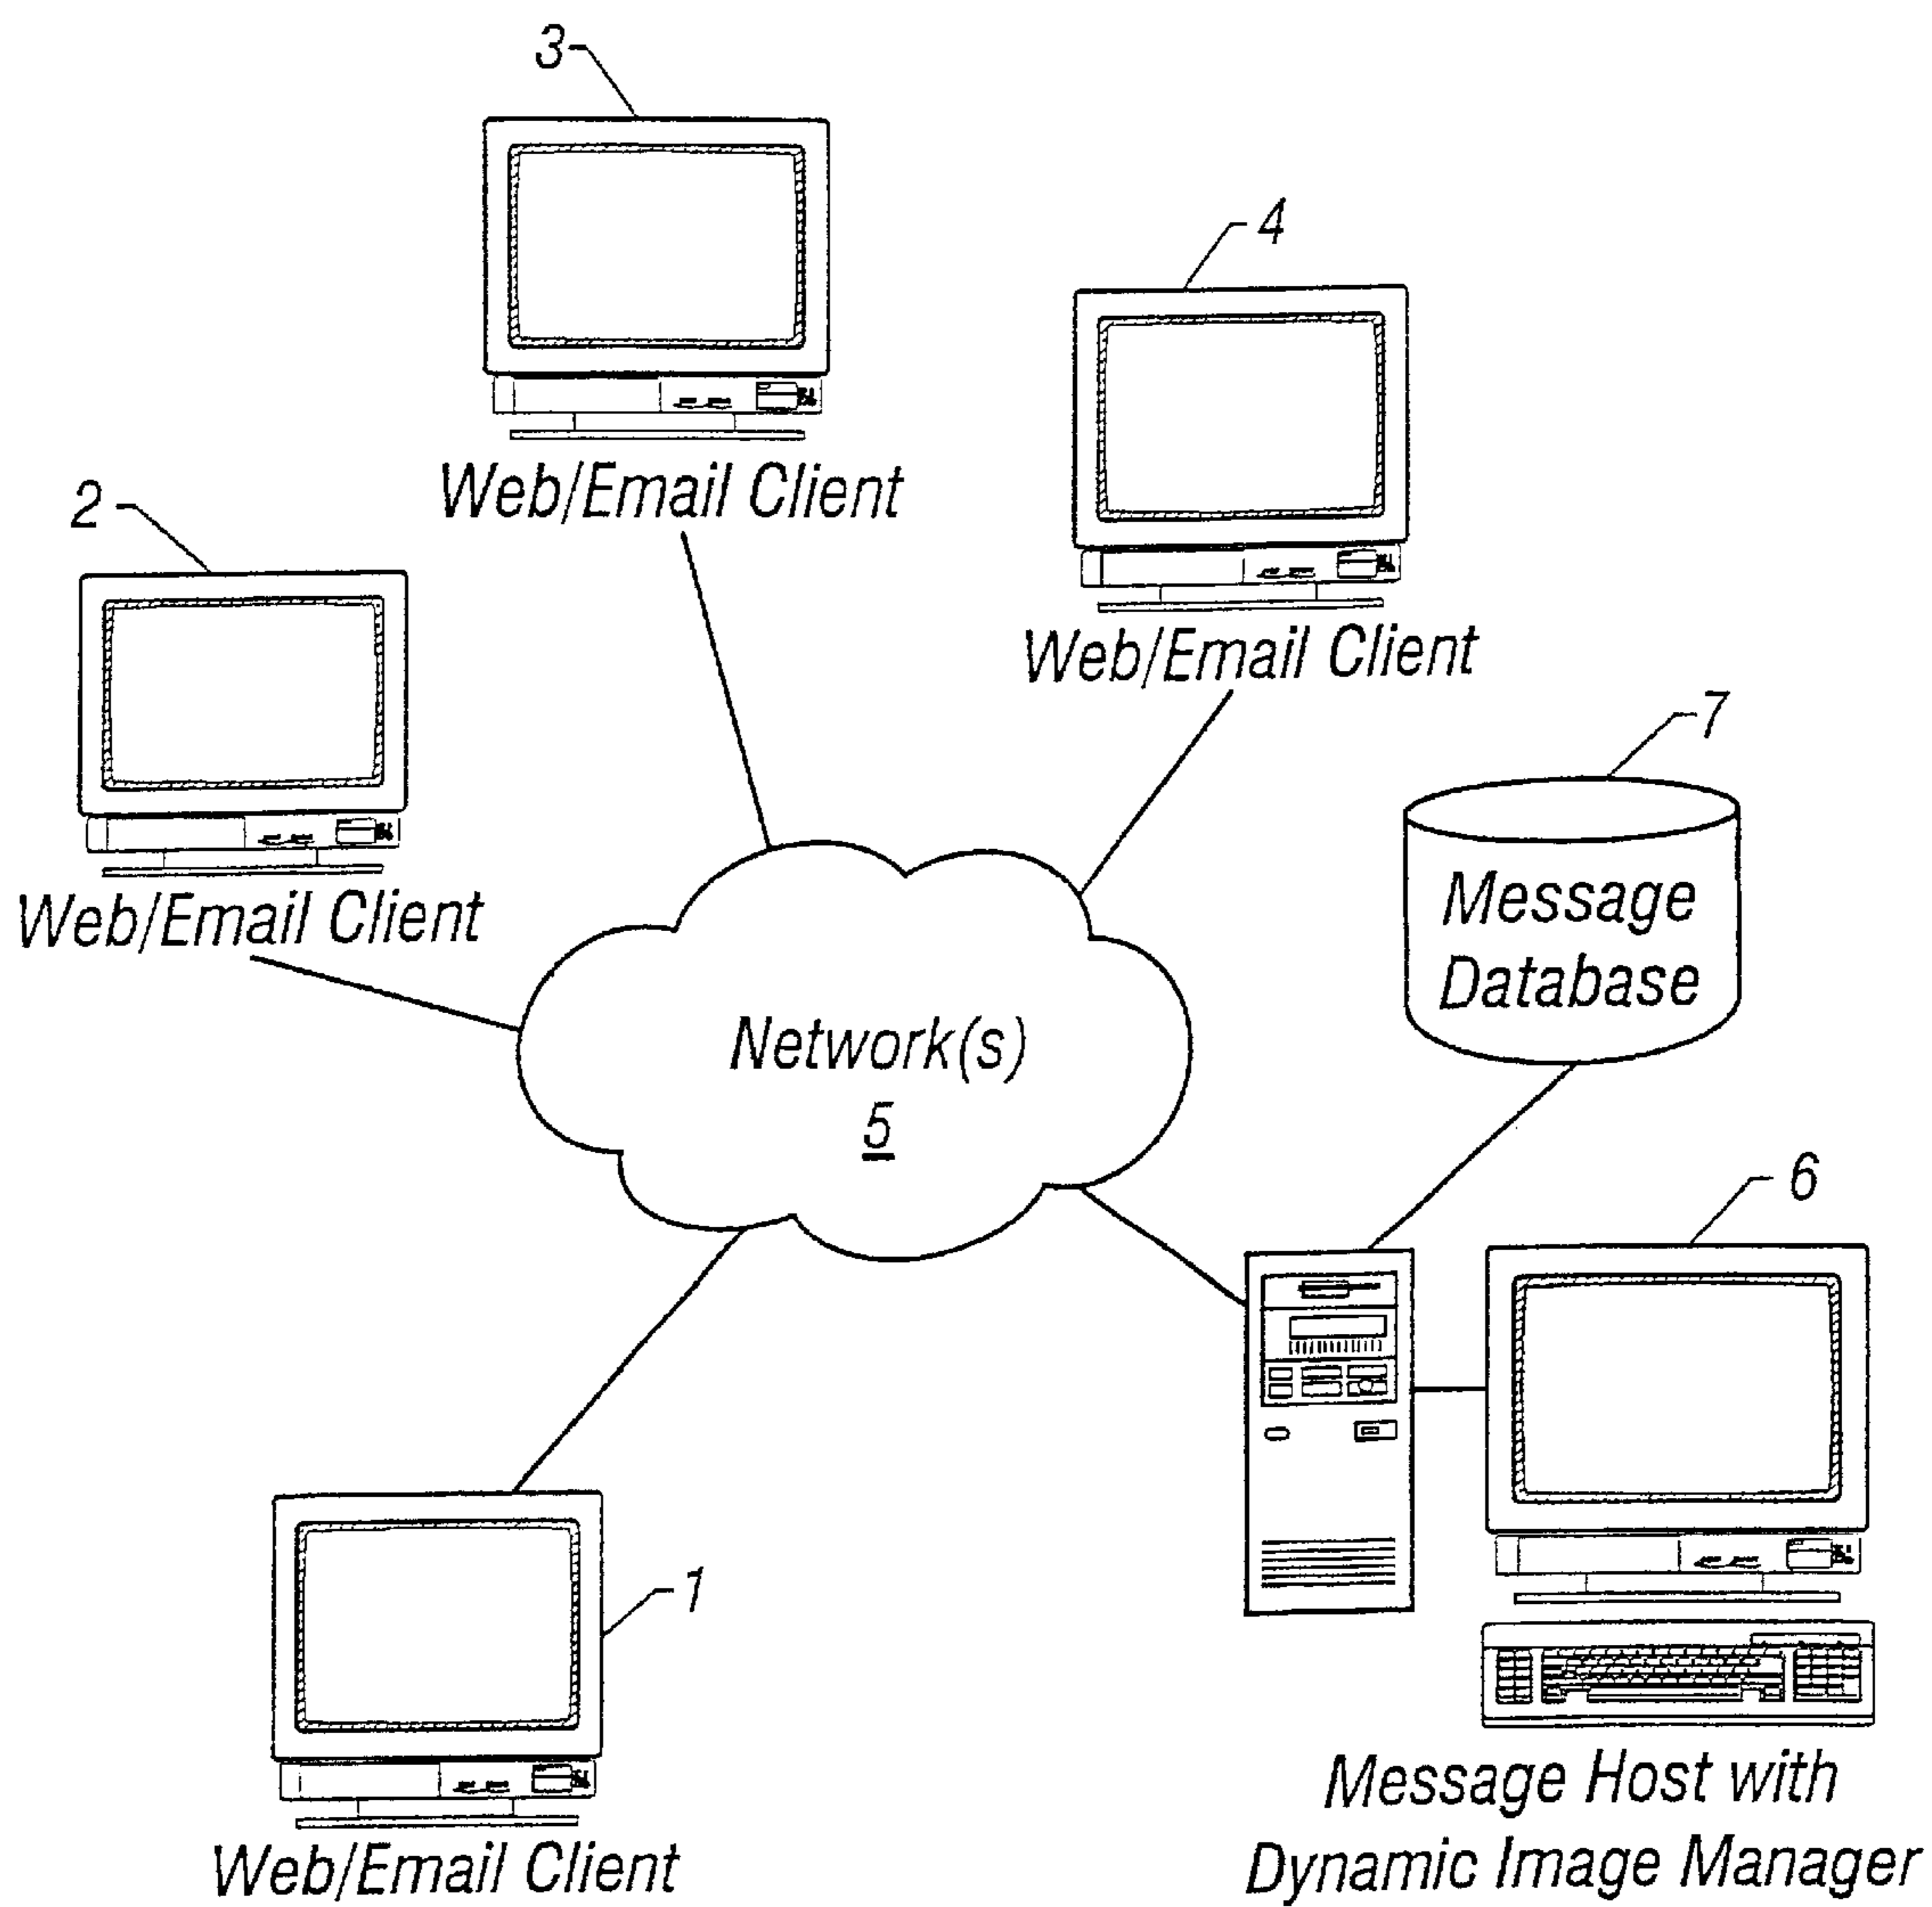 3
4
Web/Email Client
2
Web/Email Client
7
Web/Email Client
Message
Database
Network(s)
5
6
1
Message Host with
Dynamic Image Manager
Web/Email Client